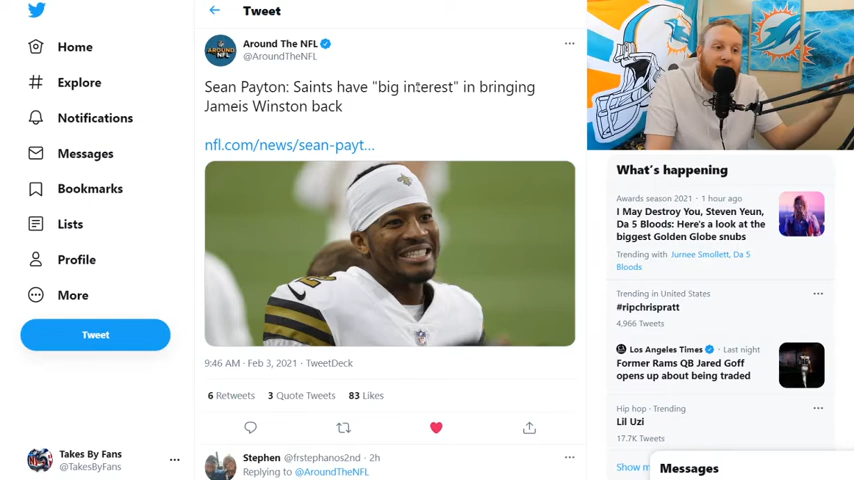 Tweet
Home
Explore
Notifications
Messages
Bookmarks
Lists
Profile
More
Tweet
Takes By Fans
@TakesByFans
AROUND
NFL
Around The NFL
@AroundTheNFL
Sean Payton: Saints have "big interest" in bringing
Jameis Winston back
nfl.com/news/sean-payt...
9:46 AM · Feb 3, 2021 · TweetDeck
6 Retweets 3 Quote Tweets 83 Likes
Stephen @frstephanos2nd · 2h
Replying to @AroundTheNFL
What's happening
Awards season 2021 · 1 hour ago
I May Destroy You, Steven Yeun,
Da 5 Bloods: Here's a look at the
biggest Golden Globe snubs
Trending with Jurnee Smollett, Da 5
Bloods
Trending in United States
#ripchrispratt
4,966 Tweets
Los Angeles Times · Last night
Former Rams QB Jared Goff
opens up about being traded
Hip hop · Trending
Lil Uzi
17.7K Tweets
Show
Messages